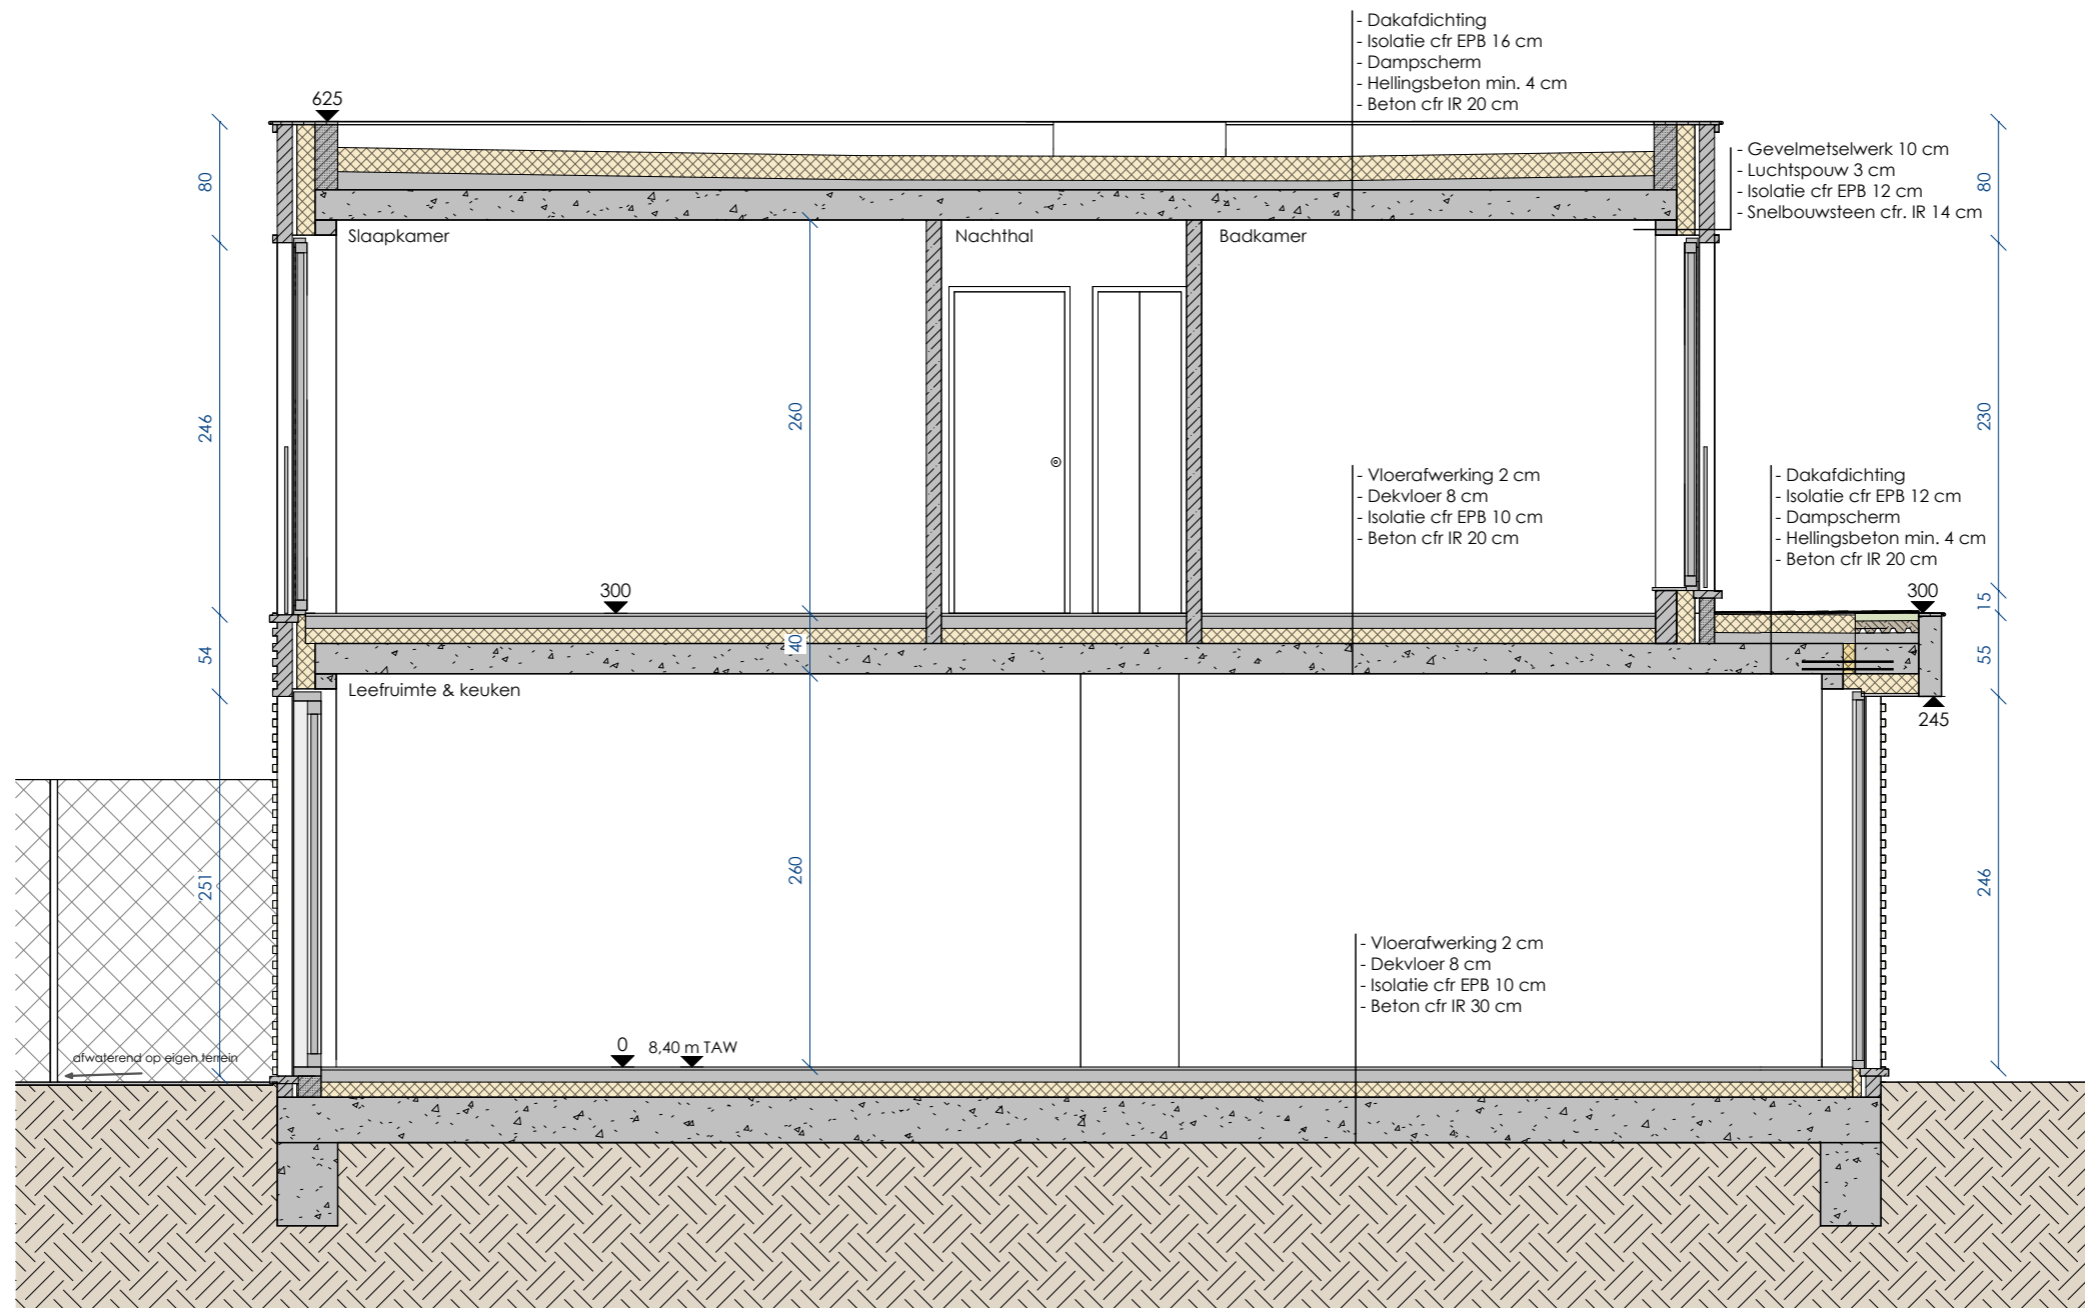 - Dakafdichting
- Isolatie cfr EPB 16 cm
- Dampscherm
- Hellingsbeton min. 4 cm
- Beton cfr IR 20 cm
625
- Gevelmetselwerk 10 cm
- Luchtspouw 3 cm
- Isolatie cfr EPB 12 cm
- Snelbouwsteen cfr. IR 14 cm
80
80
Slaapkamer
Nachthal
Badkamer
246
260
230
- Vloerafwerking 2 cm
- Dekvloer 8 cm
- Isolatie cfr EPB 10 cm
- Beton cfr IR 20 cm
- Dakafdichting
- Isolatie cfr EPB 12 cm
- Dampscherm
- Hellingsbeton min. 4 cm
- Beton cfr IR 20 cm
300
300
15
54
40
55
Leefruimte & keuken
245
251
260
246
- Vloerafwerking 2 cm
- Dekvloer 8 cm
- Isolatie cfr EPB 10 cm
- Beton cfr IR 30 cm
0
8,40 m TAW
afwaterend op eigen terrein